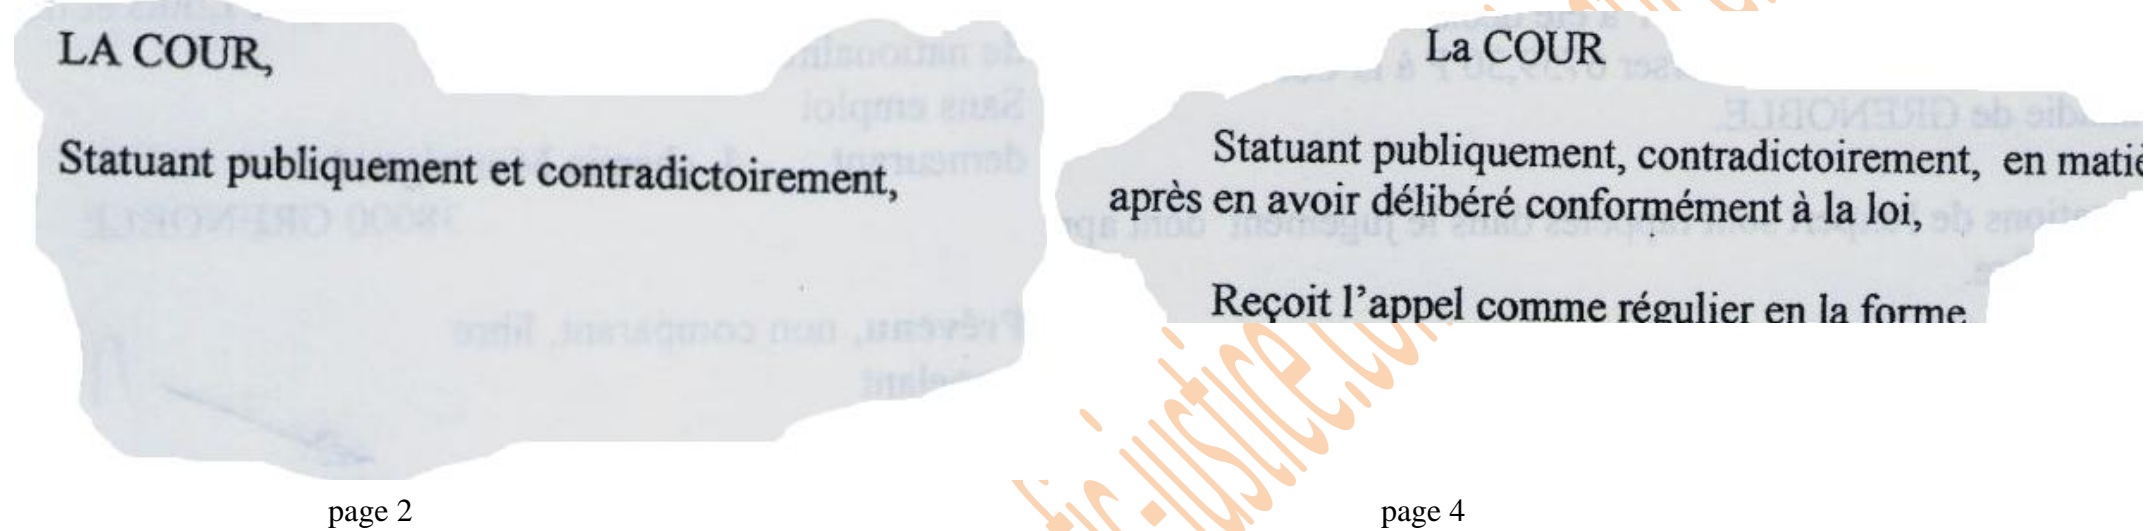 LA COUR,
Statuant publiquement et contradictoirement,
page 2
La COUR
Statuant publiquement, contradictoirement, en matiè
après en avoir délibéré conformément à la loi,
Reçoit l'appel comme régulier en la forme
page 4